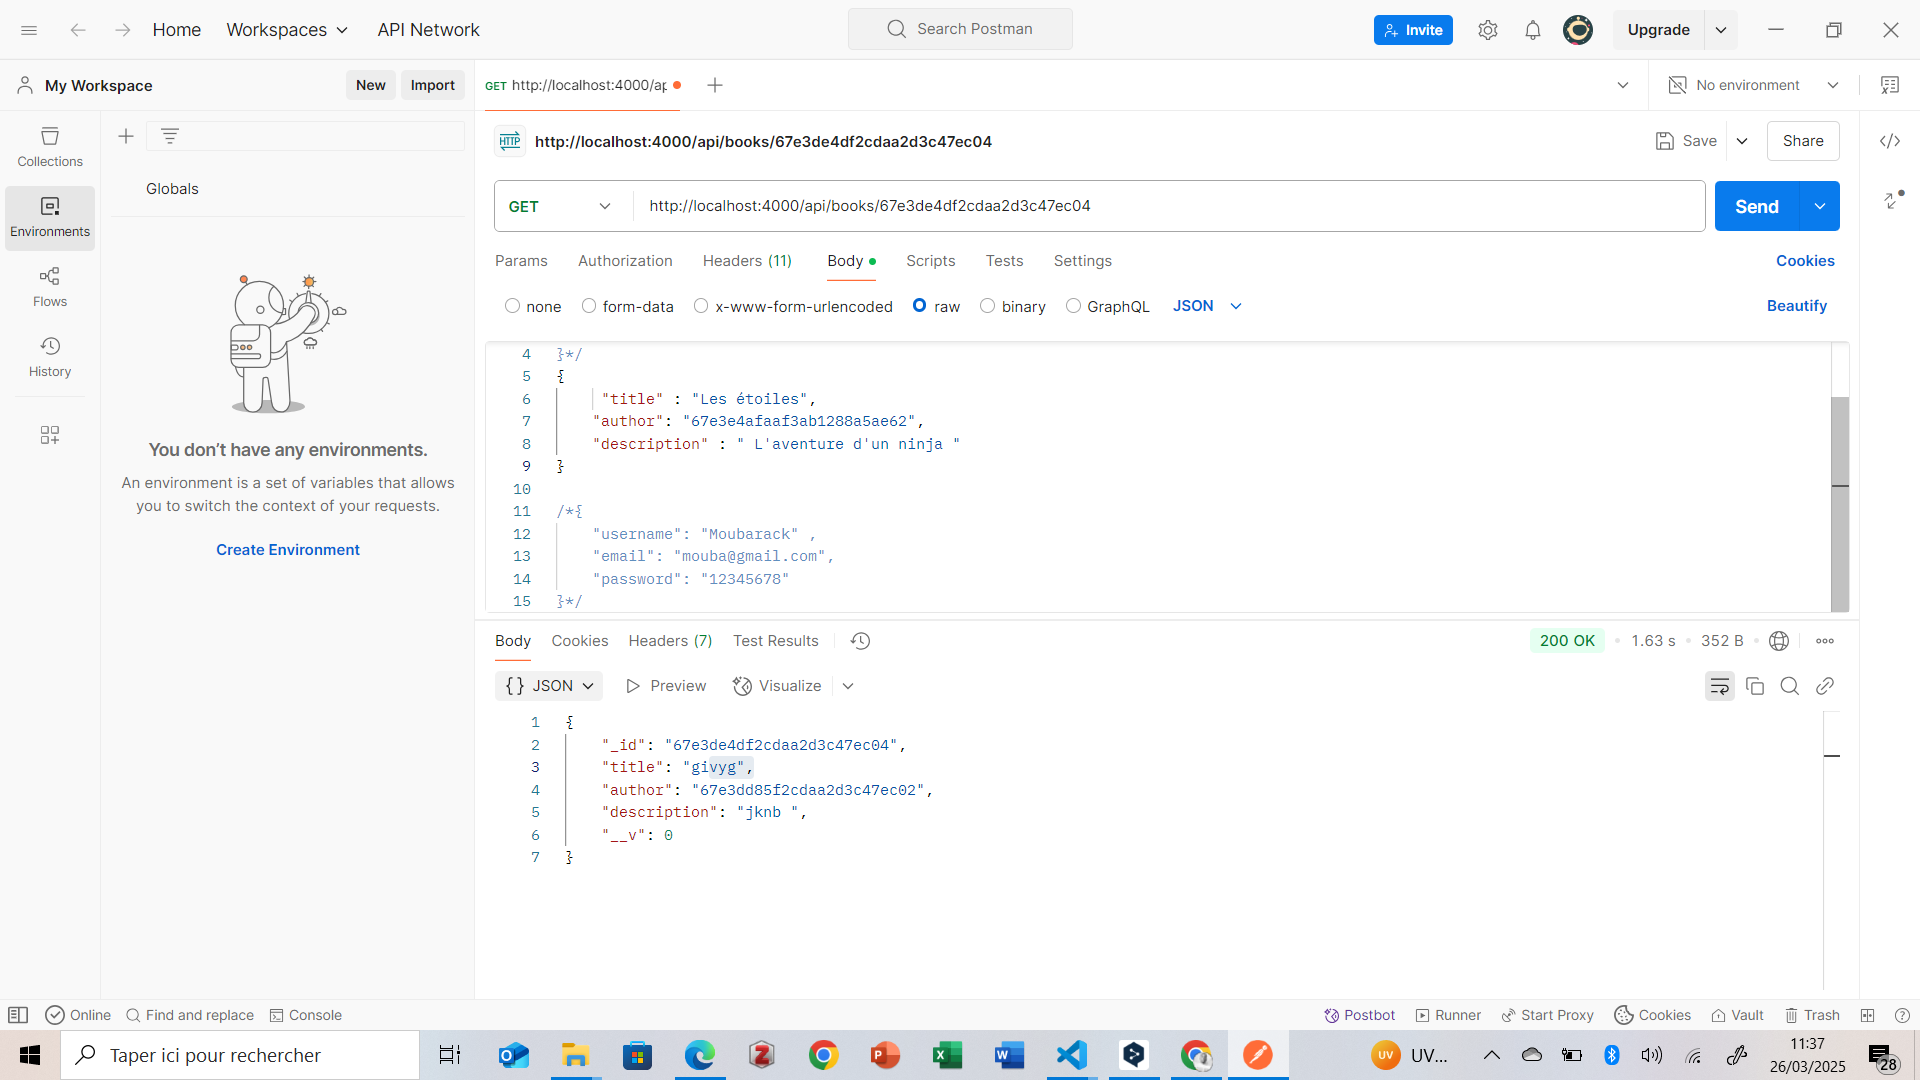 Home Workspaces API Network Search Postman Invite Upgrade
My Workspace New Import GET http://localhost:4000/ap No environment
Collections
Environments
Flows
History
Globals
You don't have any environments.
An environment is a set of variables that allows
you to switch the context of your requests.
Create Environment
HTTP http://localhost:4000/api/books/67e3de4df2cdaa2d3c47ec04 Save Share
GET http://localhost:4000/api/books/67e3de4df2cdaa2d3c47ec04 Send
Params Authorization Headers (11) Body Scripts Tests Settings Cookies
none form-data x-www-form-urlencoded raw binary GraphQL JSON Beautify
4 }*/
5 {
6 "title" : "Les étoiles",
7 "author": "67e3e4afaaf3ab1288a5ae62",
8 "description" : " L'aventure d'un ninja "
9 }
10
11 /*{
12 "username": "Moubarack" ,
13 "email": "mouba@gmail.com",
14 "password": "12345678"
15 }*/
Body Cookies Headers (7) Test Results 200 OK • 1.63 s • 352 B •
{} JSON Preview Visualize
1 {
2 "_id": "67e3de4df2cdaa2d3c47ec04",
3 "title": "givyg",
4 "author": "67e3dd85f2cdaa2d3c47ec02",
5 "description": "jknb ",
6 "__v": 0
7 }
Online Find and replace Console Postbot Runner Start Proxy Cookies Vault Trash
Taper ici pour rechercher UV UV... 11:37
26/03/2025 28